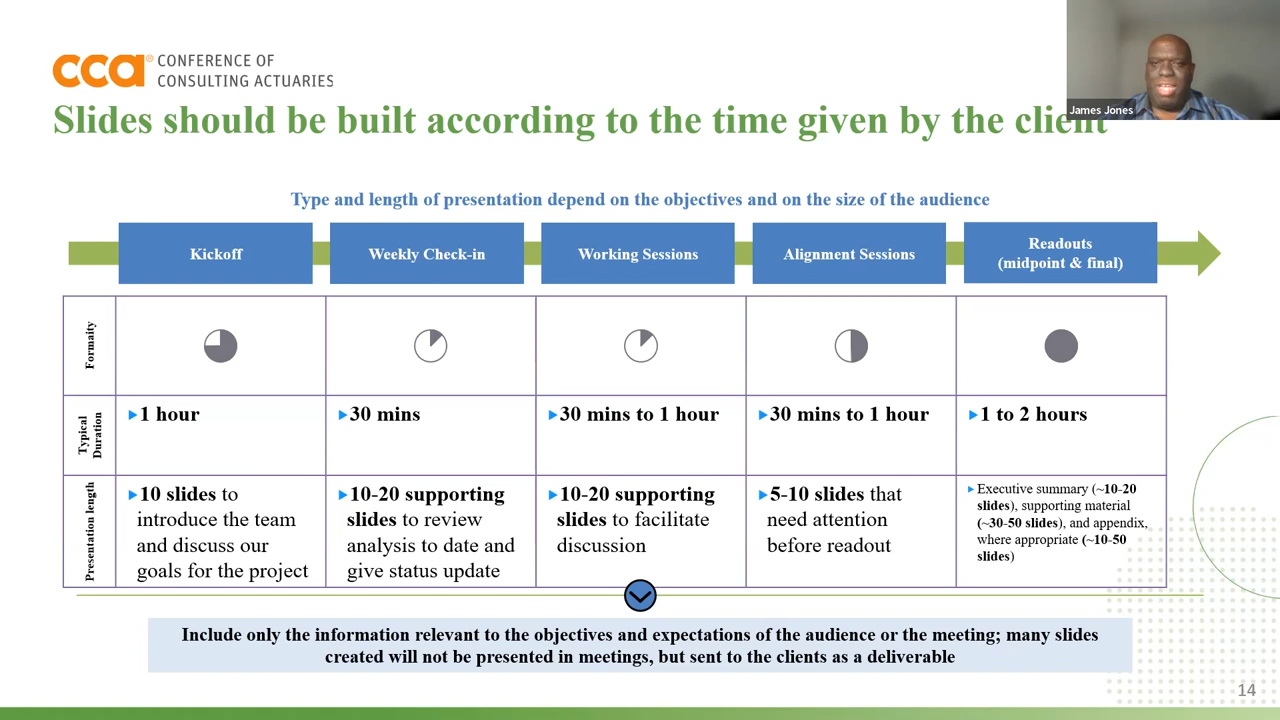 cca® CONFERENCE OF
CONSULTING ACTUARIES
James Jones
Slides should be built according to the time given by the client
Type and length of presentation depend on the objectives and on the size of the audience
Kickoff
Weekly Check-in
Working Sessions
Alignment Sessions
Readouts
(midpoint & final)
Formaity
Typical
Duration
1 hour
30 mins
30 mins to 1 hour
30 mins to 1 hour
1 to 2 hours
Presentation length
10 slides to
introduce the team
and discuss our
goals for the project
10-20 supporting
slides to review
analysis to date and
give status update
10-20 supporting
slides to facilitate
discussion
5-10 slides that
need attention
before readout
Executive summary (~10-20
slides), supporting material
(~30-50 slides), and appendix,
where appropriate (~10-50
slides)
Include only the information relevant to the objectives and expectations of the audience or the meeting; many slides
created will not be presented in meetings, but sent to the clients as a deliverable
14